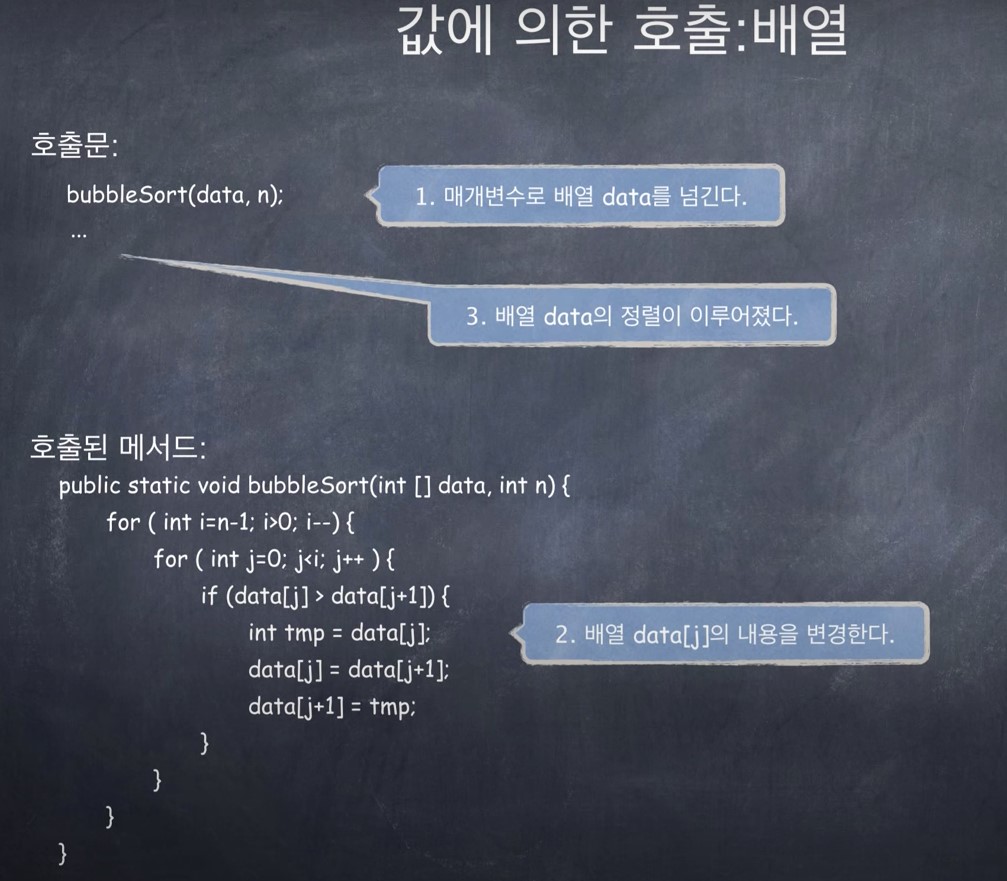 값에 의한 호출:배열
호출문:
bubbleSort(data, n);
1. 매개변수로 배열 data를 넘긴다.
...
3. 배열 data의 정렬이 이루어졌다.
호출된 메서드:
public static void bubbleSort(int [] data, int n) {
for ( int i=n-1; i>0; i--) {
for ( int j=0; j<i; j++ ) {
if (data[j] > data[j+1]) {
int tmp = data[j];
2. 배열 data[j]의 내용을 변경한다.
data[j] = data[j+1];
data[j+1] = tmp;
}
}
}
}